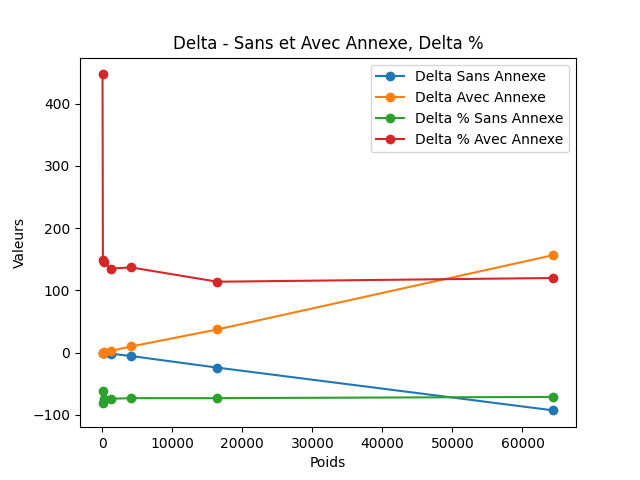 Delta - Sans et Avec Annexe, Delta %
Delta Sans Annexe
Delta Avec Annexe
Delta % Sans Annexe
Delta % Avec Annexe
Valeurs
400
300
200
100
0
−100
0
10000
20000
30000
40000
50000
60000
Poids